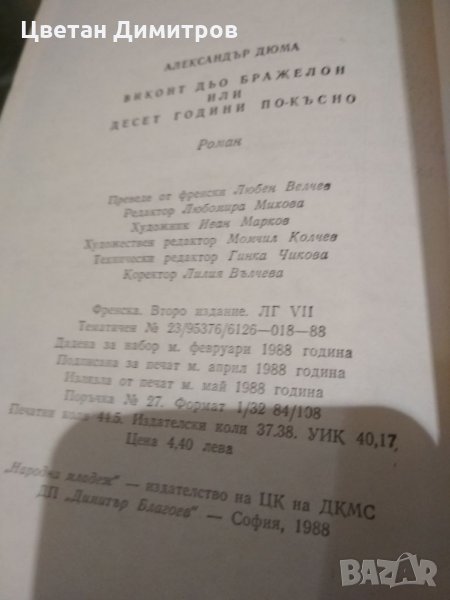 Цветан Димитров
АЛЕКСАНДЪР ДЮМА
ВИКОНТ ДЬО БРАЖЕЛОН
ИЛИ
ДЕСЕТ ГОДИНИ ПО-КЪСНО
Роман
Преведе от френски Любен Велчев
Редактор Любомира Михова
Художник Иван Марков
Художествен редактор Момчил Колчев
Технически редактор Гинка Чикова
Коректор Лилия Вълчева
Френска. Второ издание. ЛГ VII
Тематичен № 23/95376/6126—018—88
Дадена за набор м. февруари 1988 година
Подписана за печат м. април 1988 година
Излязла от печат м. май 1988 година
Поръчка № 27. Формат 1/32 84/108
Печатни коли 44.5. Издателски коли 37.38. УИК 40,17
Цена 4,40 лева
„Народна младеж" — издателство на ЦК на ДКМС
ДП „Димитър Благоев" — София, 1988
BAZAR